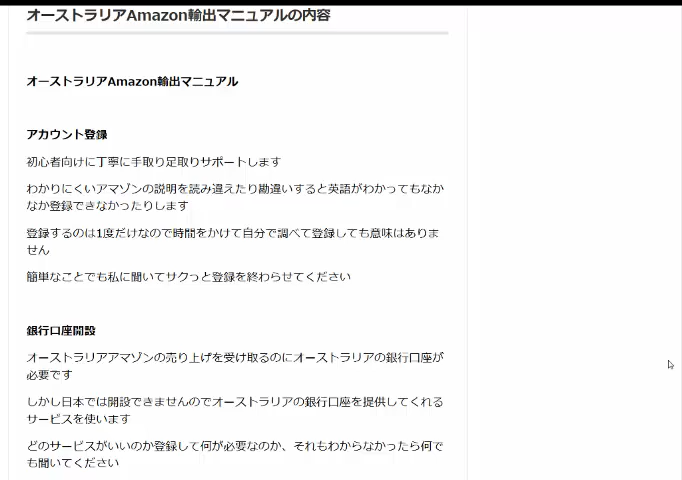 オーストラリアAmazon輸出マニュアルの内容
オーストラリアAmazon輸出マニュアル
アカウント登録
初心者向けに丁寧に手取り足取りサポートします
わかりにくいアマゾンの説明を読み違えたり勘違いすると英語がわかってもなか
なか登録できなかったりします
登録するのは1度だけなので時間をかけて自分で調べて登録しても意味はありま
せん
簡単なことでも私に聞いてサクっと登録を終わらせてください
銀行口座開設
オーストラリアアマゾンの売り上げを受け取るのにオーストラリアの銀行口座が
必要です
しかし日本では開設できませんのでオーストラリアの銀行口座を提供してくれる
サービスを使います
どのサービスがいいのか登録して何が必要なのか、それもわからなかったら何で
も聞いてください